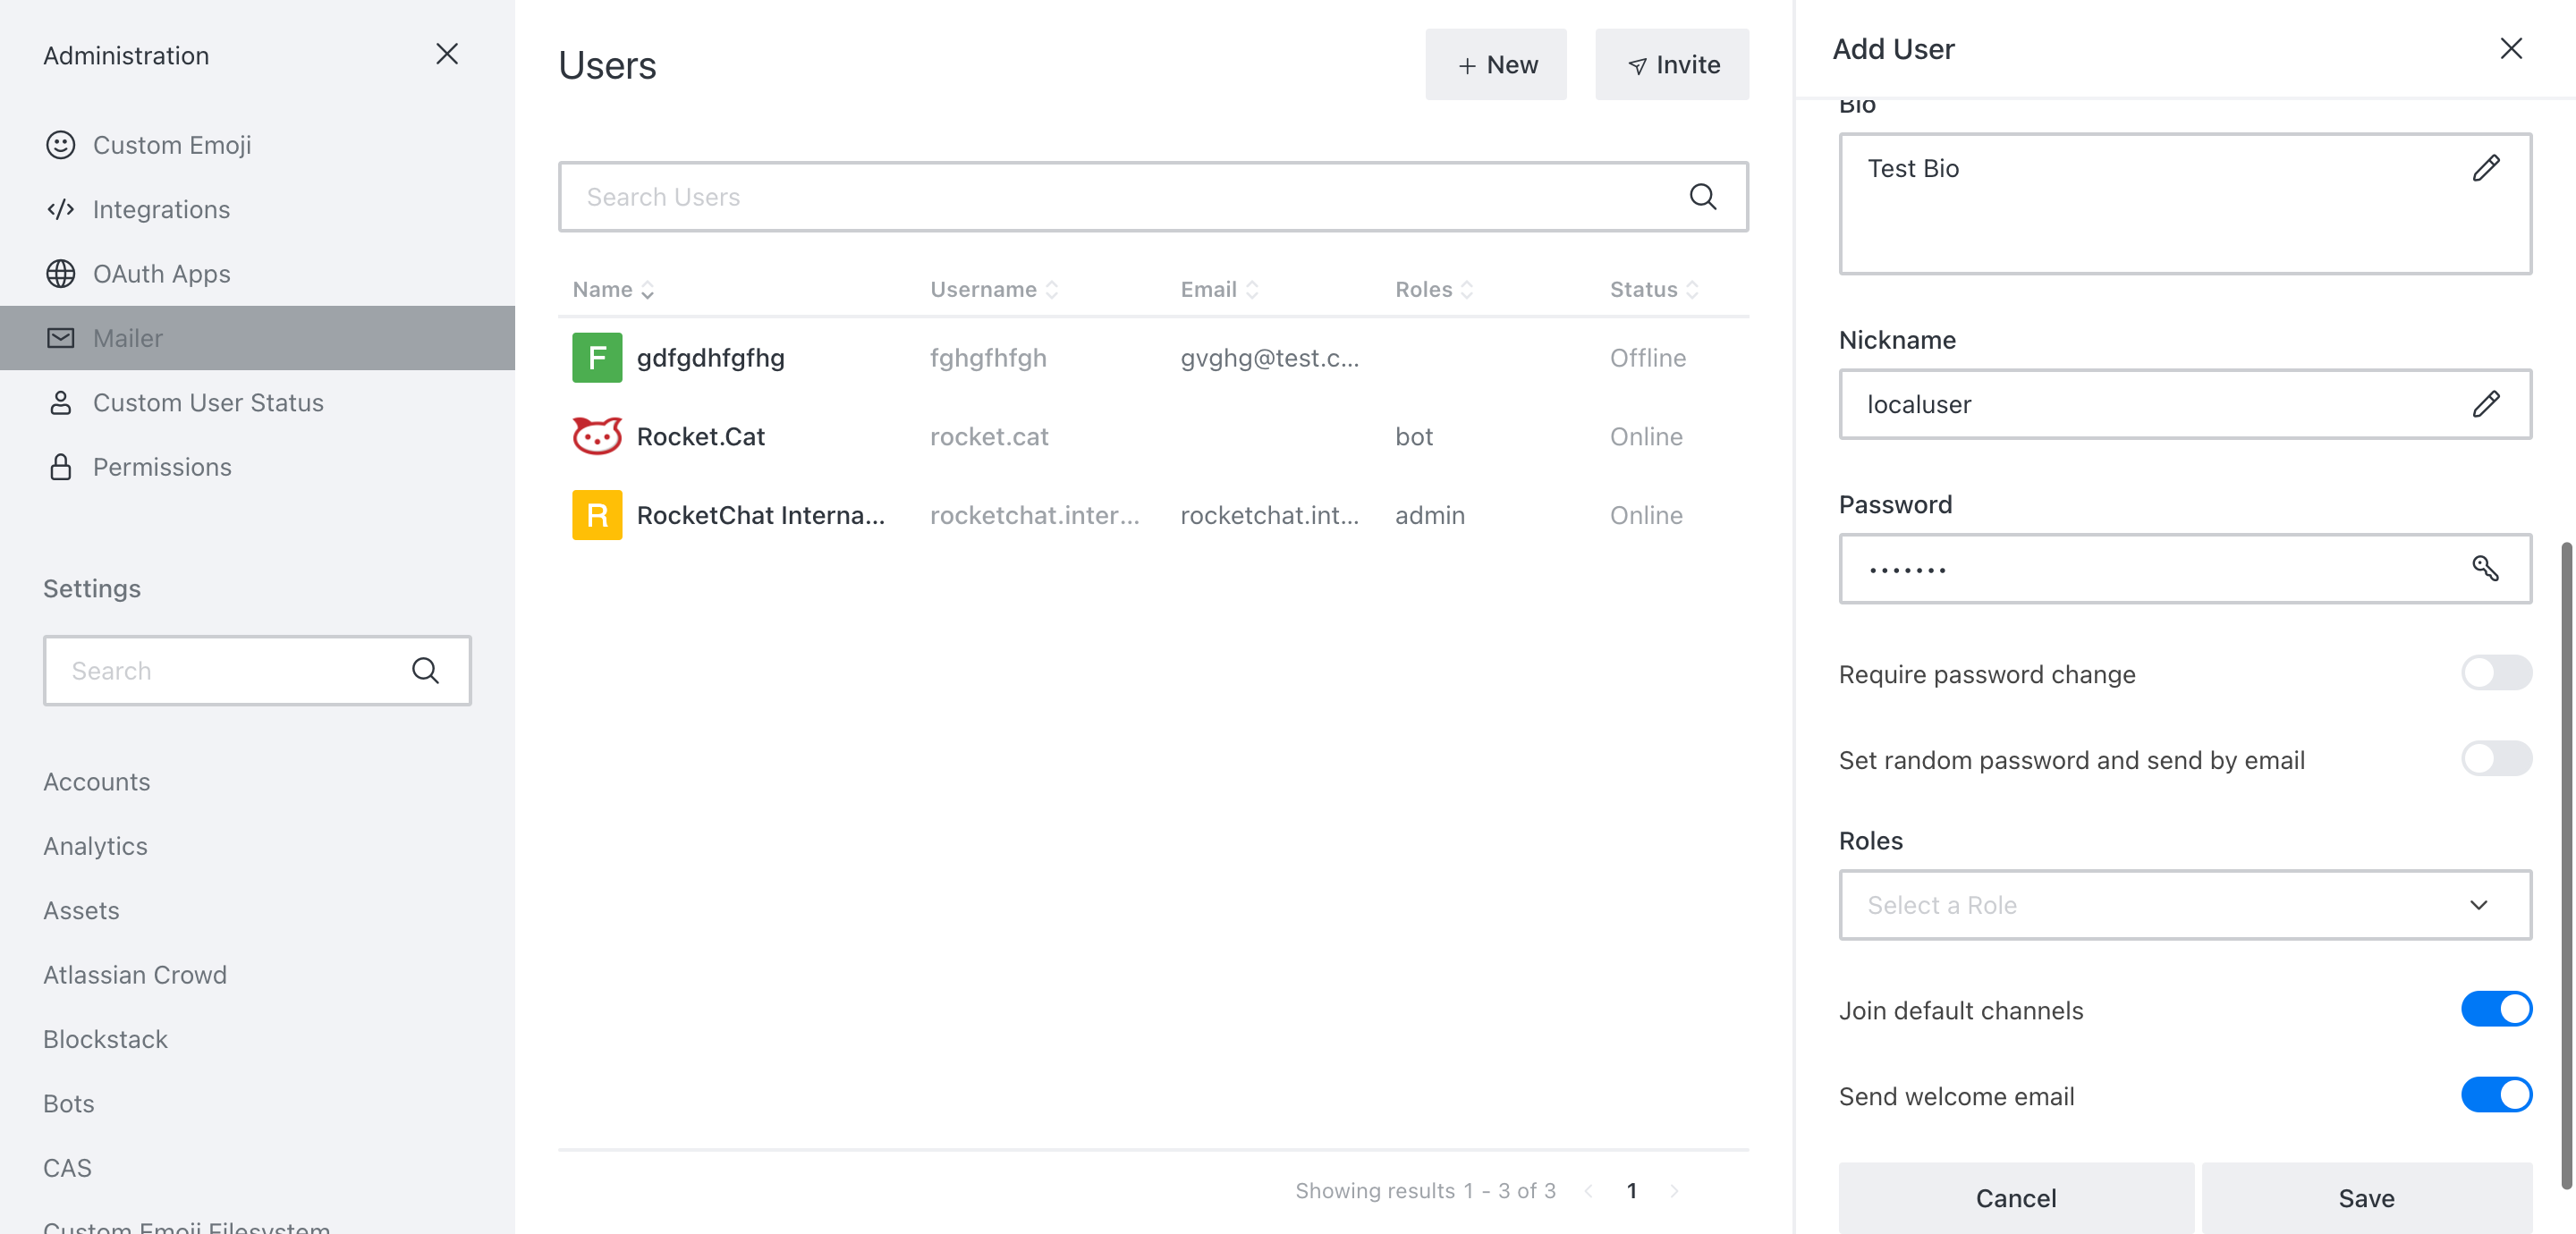 Administration
Custom Emoji
Integrations
OAuth Apps
Mailer
Custom User Status
Permissions
Settings
Search
Accounts
Analytics
Assets
Atlassian Crowd
Blockstack
Bots
CAS
Custom Emoji Filesystem
Users
New
Invite
Search Users
Name Username Email Roles Status
F gdfgdhfgfhg fghgfhfgh gvghg@test.c... Offline
Rocket.Cat rocket.cat bot Online
R RocketChat Interna... rocketchat.inter... rocketchat.int... admin Online
Showing results 1 - 3 of 3 1
Add User
Bio
Test Bio
Nickname
localuser
Password
•••••••
Require password change
Set random password and send by email
Roles
Select a Role
Join default channels
Send welcome email
Cancel Save